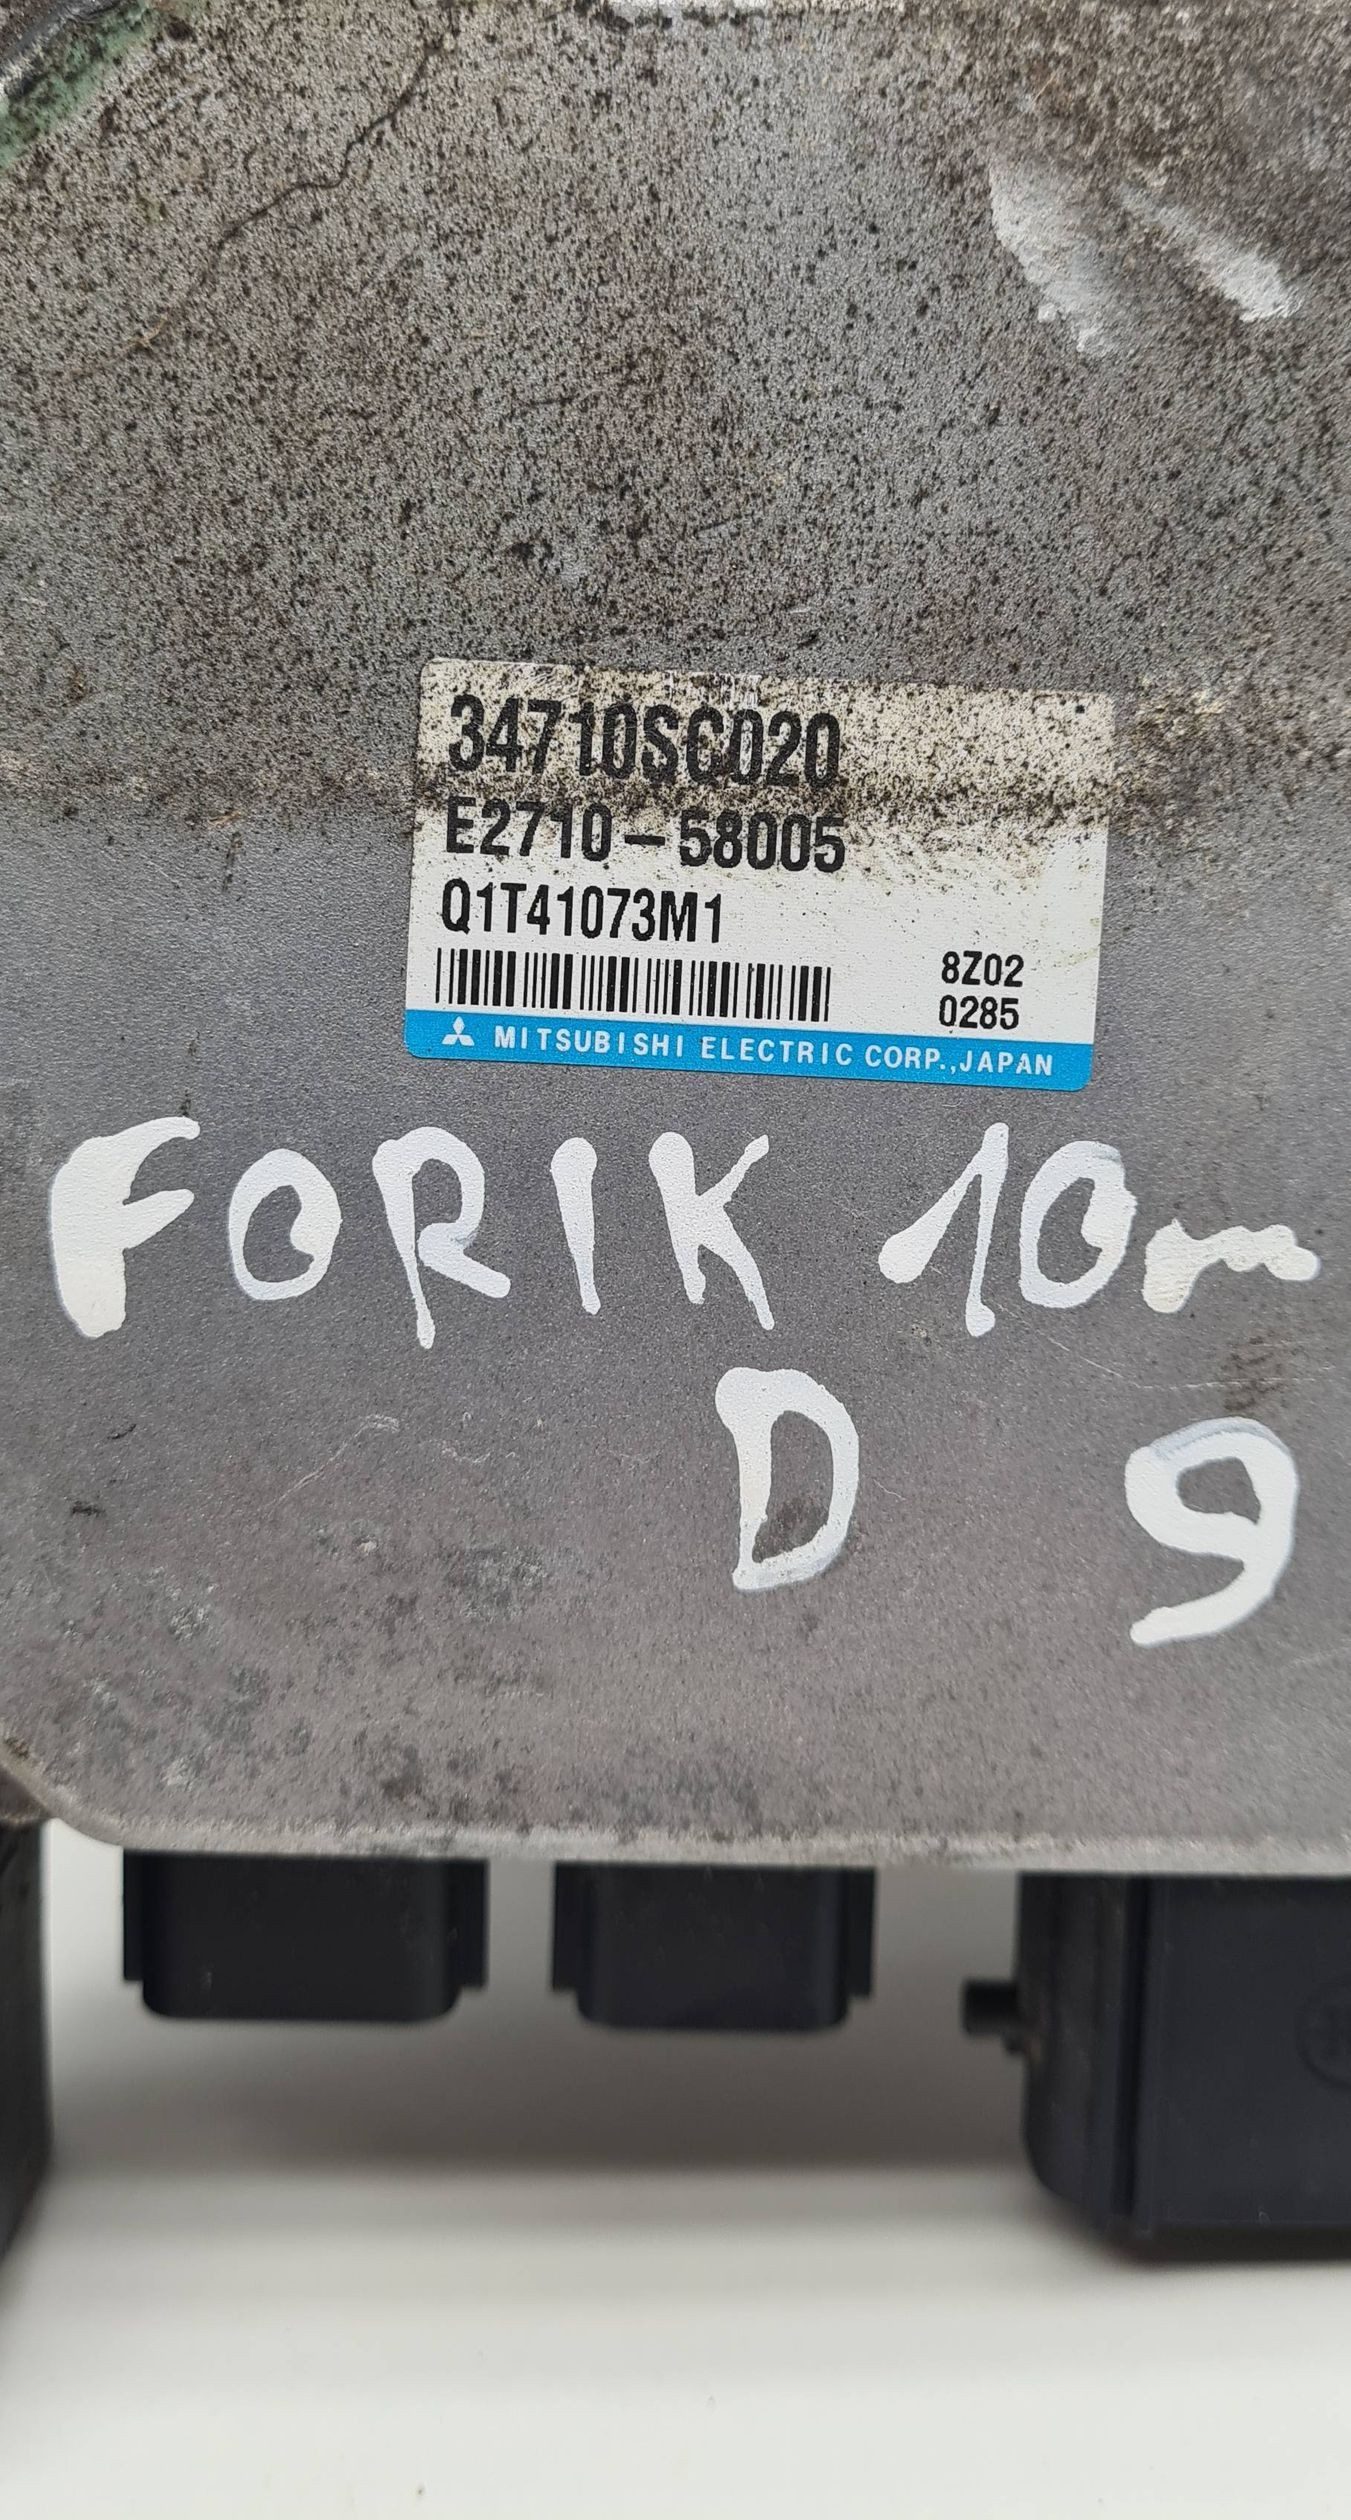 34710SC020
E2710-58005
Q1T41073M1
8Z02
0285
MITSUBISHI ELECTRIC CORP.,JAPAN
FORIK 10r
D 9